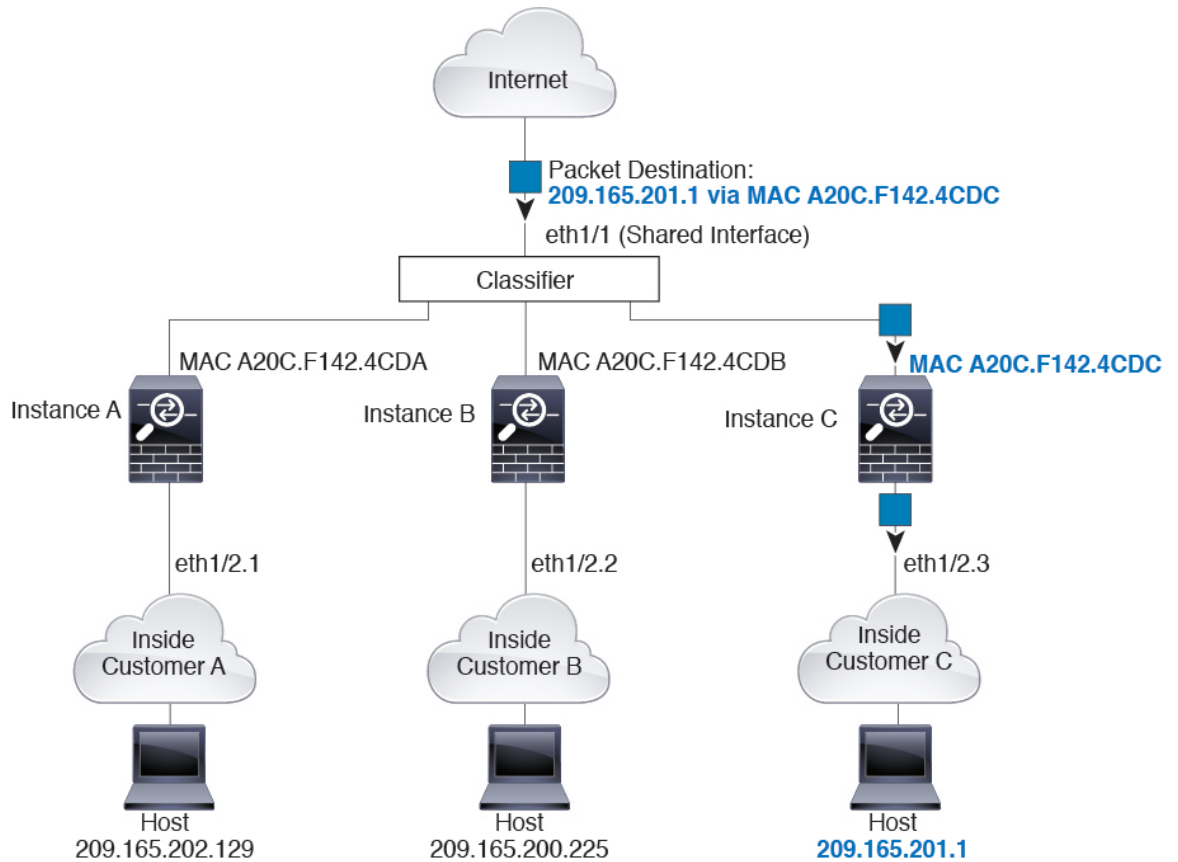 Internet
Packet Destination:
209.165.201.1 via MAC A20C.F142.4CDC
eth1/1 (Shared Interface)
Classifier
MAC A20C.F142.4CDA
MAC A20C.F142.4CDB
MAC A20C.F142.4CDC
Instance A
Instance B
Instance C
eth1/2.1
eth1/2.2
eth1/2.3
Inside
Customer A
Inside
Customer B
Inside
Customer C
Host
209.165.202.129
Host
209.165.200.225
Host
209.165.201.1